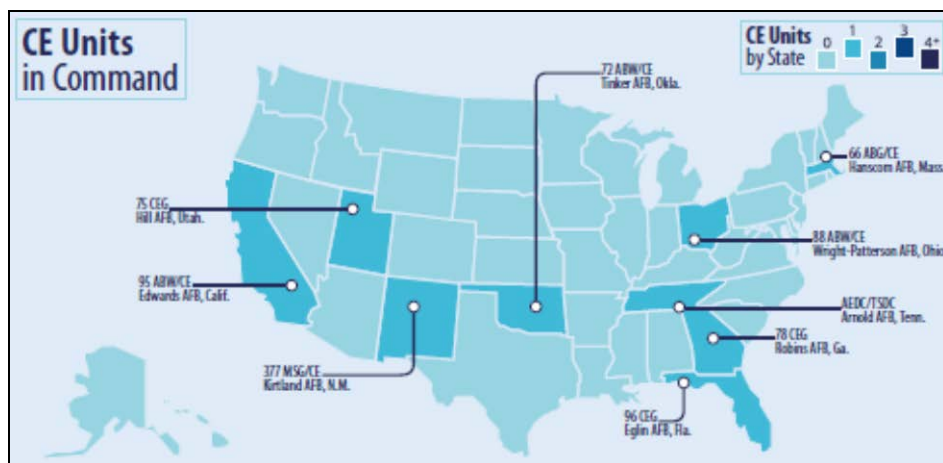 CE Units
in Command
CE Units
by State
0
1
2
3
4+
72 ABW/CE
Tinker AFB, Okla.
66 ABG/CE
Hanscom AFB, Mass.
75 CEG
Hill AFB, Utah.
88 ABW/CE
Wright-Patterson AFB, Ohio
95 ABW/CE
Edwards AFB, Calif.
AEDC/TSDC
Arnold AFB, Tenn.
78 CEG
Robins AFB, Ga.
377 MSG/CE
Kirtland AFB, N.M.
96 CEG
Eglin AFB, Fla.